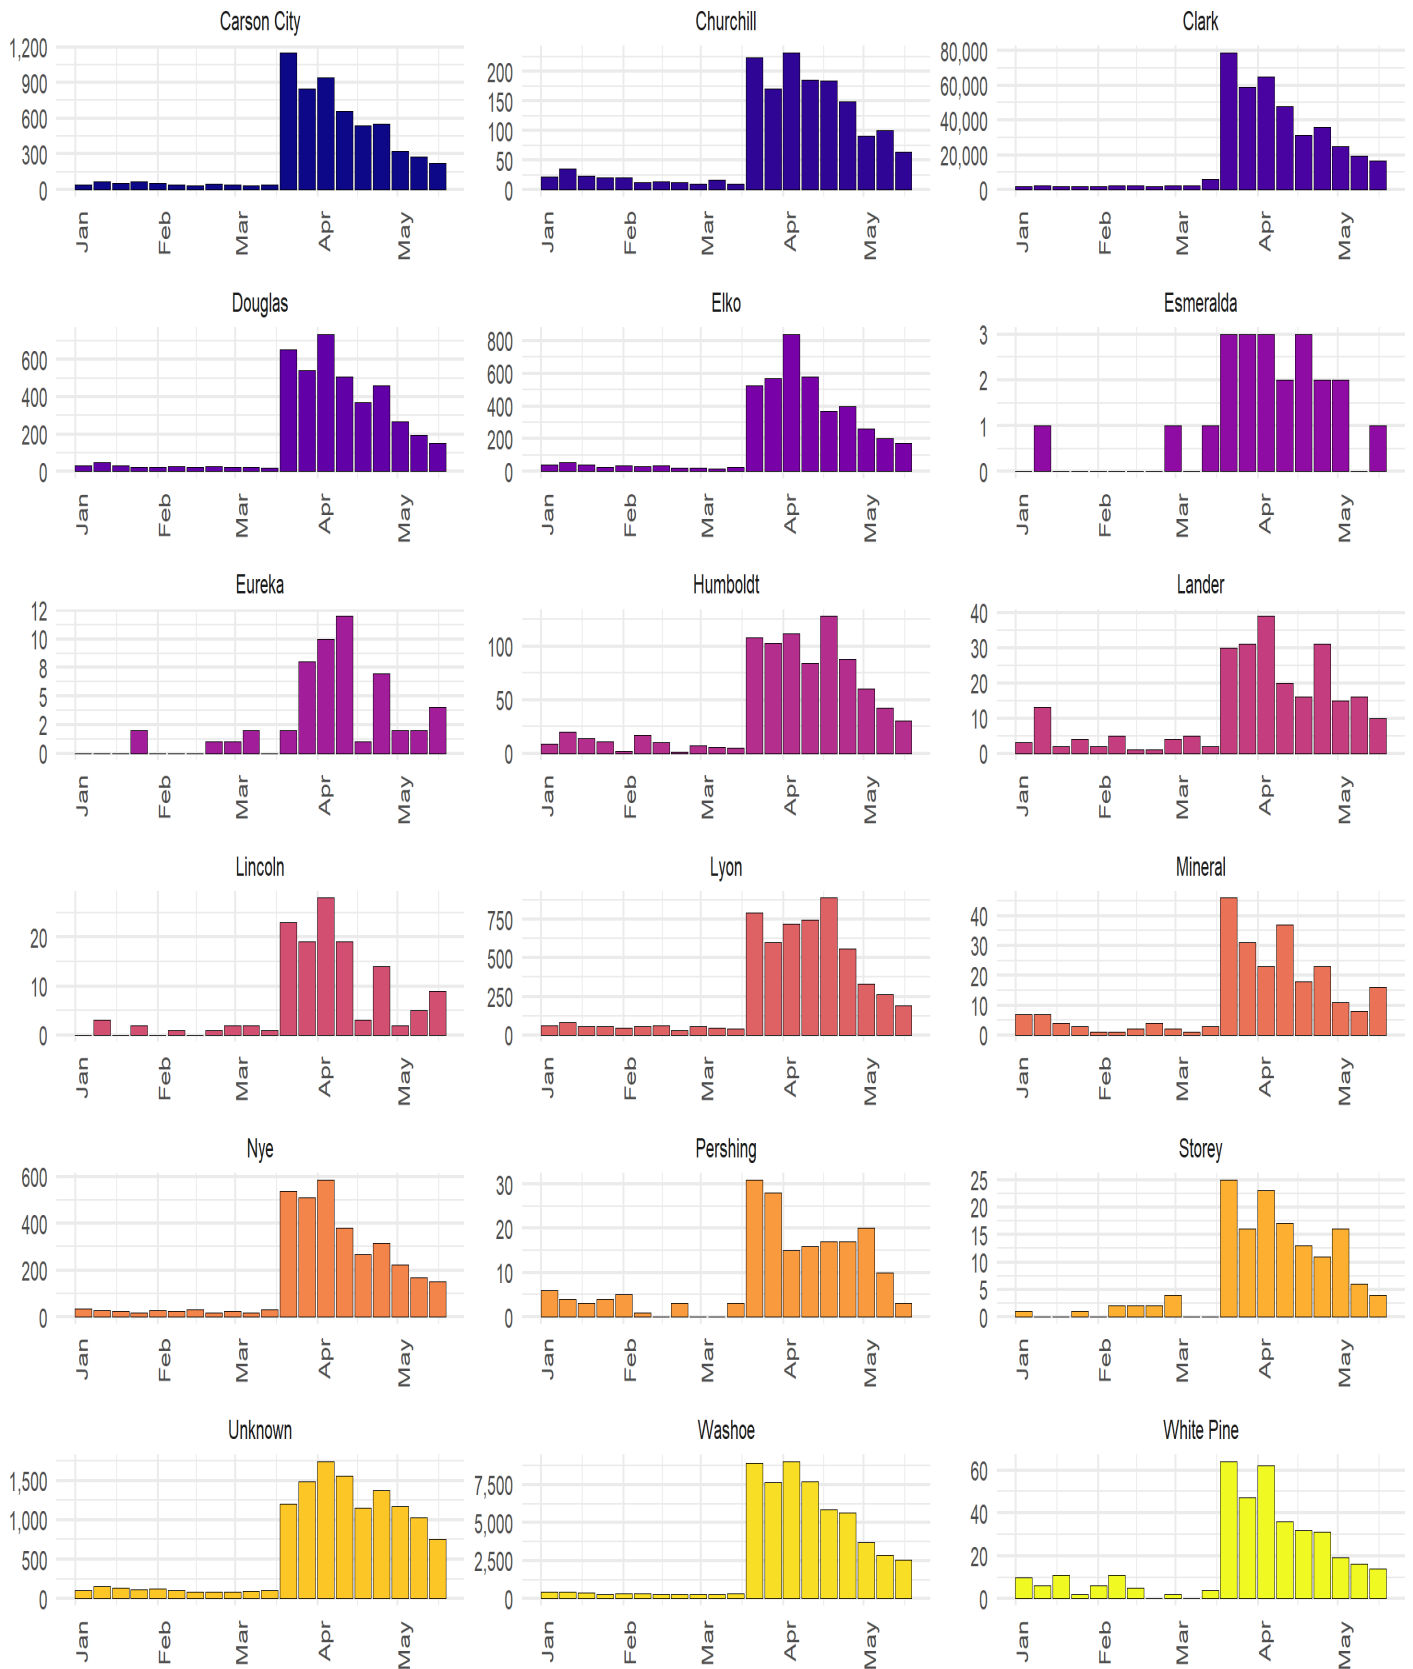 Carson City
1,200
900
600
300
0
Jan Feb Mar Apr May
Churchill
200
150
100
50
0
Jan Feb Mar Apr May
Clark
80,000
60,000
40,000
20,000
0
Jan Feb Mar Apr May
Douglas
600
400
200
0
Jan Feb Mar Apr May
Elko
800
600
400
200
0
Jan Feb Mar Apr May
Esmeralda
3
2
1
0
Jan Feb Mar Apr May
Eureka
12
10
8
5
2
0
Jan Feb Mar Apr May
Humboldt
100
50
0
Jan Feb Mar Apr May
Lander
40
30
20
10
0
Jan Feb Mar Apr May
Lincoln
20
10
0
Jan Feb Mar Apr May
Lyon
750
500
250
0
Jan Feb Mar Apr May
Mineral
40
30
20
10
0
Jan Feb Mar Apr May
Nye
600
400
200
0
Jan Feb Mar Apr May
Pershing
30
20
10
0
Jan Feb Mar Apr May
Storey
25
20
15
10
5
0
Jan Feb Mar Apr May
Unknown
1,500
1,000
500
0
Jan Feb Mar Apr May
Washoe
7,500
5,000
2,500
0
Jan Feb Mar Apr May
White Pine
60
40
20
0
Jan Feb Mar Apr May